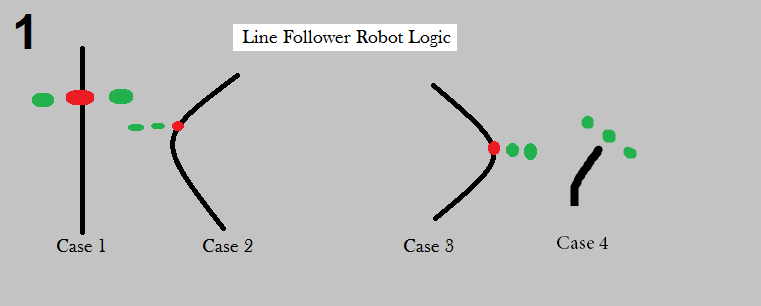 1
Line Follower Robot Logic
Case 1
Case 2
Case 3
Case 4